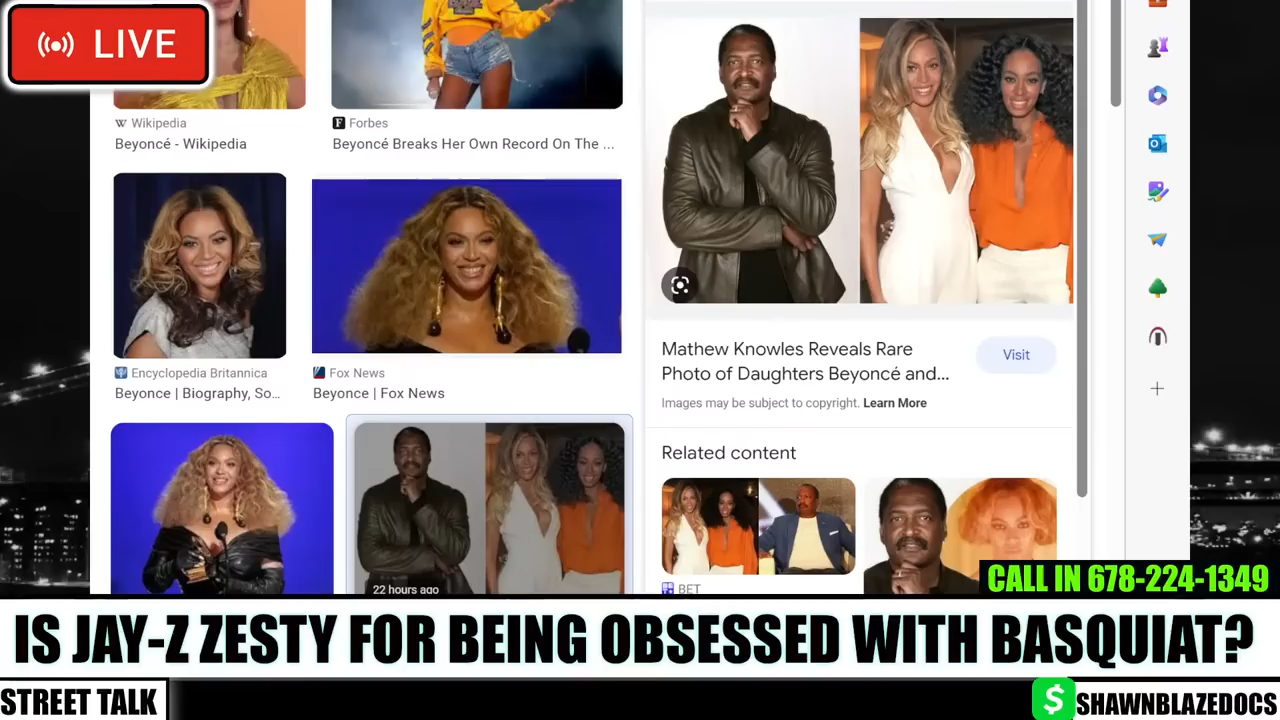 LIVE
Wikipedia
Beyoncé - Wikipedia
Forbes
Beyoncé Breaks Her Own Record On The ...
Encyclopedia Britannica
Beyonce | Biography, So...
Fox News
Beyonce | Fox News
22 hours ago
Mathew Knowles Reveals Rare
Photo of Daughters Beyoncé and...
Visit
Images may be subject to copyright. Learn More
Related content
BET
CALL IN 678-224-1349
IS JAY-Z ZESTY FOR BEING OBSESSED WITH BASQUIAT?
STREET TALK
$ SHAWNBLAZEDOCS